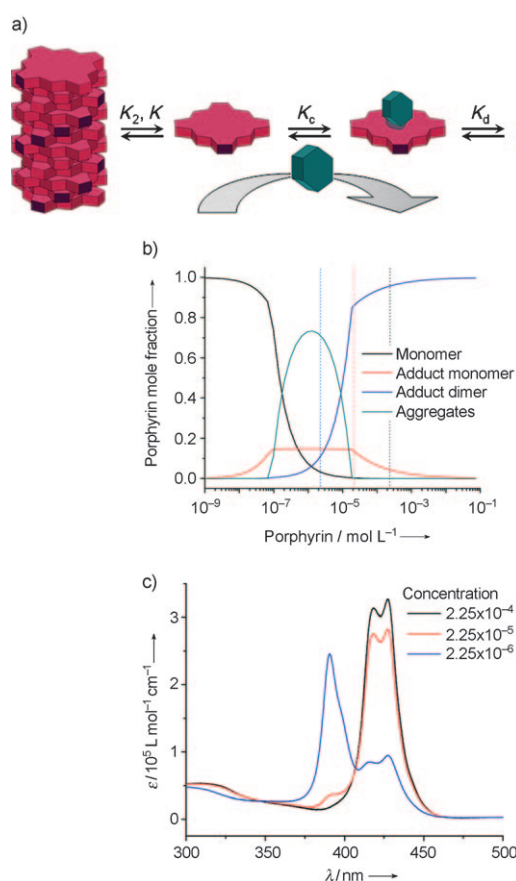 a)
K₂, K
K_c
K_d
b)
Porphyrin mole fraction ⟶
1.0
0.8
0.6
0.4
0.2
0.0
Monomer
Adduct monomer
Adduct dimer
Aggregates
10⁻⁹ 10⁻⁷ 10⁻⁵ 10⁻³ 10⁻¹
Porphyrin / mol L⁻¹ ⟶
c)
Concentration
2.25x10⁻⁴
2.25x10⁻⁵
2.25x10⁻⁶
ε/10⁵ L mol⁻¹ cm⁻¹ ⟶
3
2
1
0
300 350 400 450 500
λ/nm ⟶